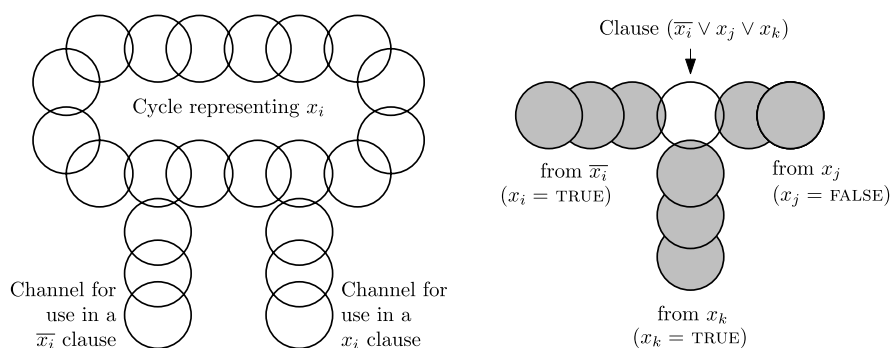 Cycle representing x_i
Channel for
use in a
\overline{x_i} clause
Channel for
use in a
x_i clause
Clause (\overline{x_i} ∨ x_j ∨ x_k)
from \overline{x_i}
(x_i = TRUE)
from x_j
(x_j = FALSE)
from x_k
(x_k = TRUE)